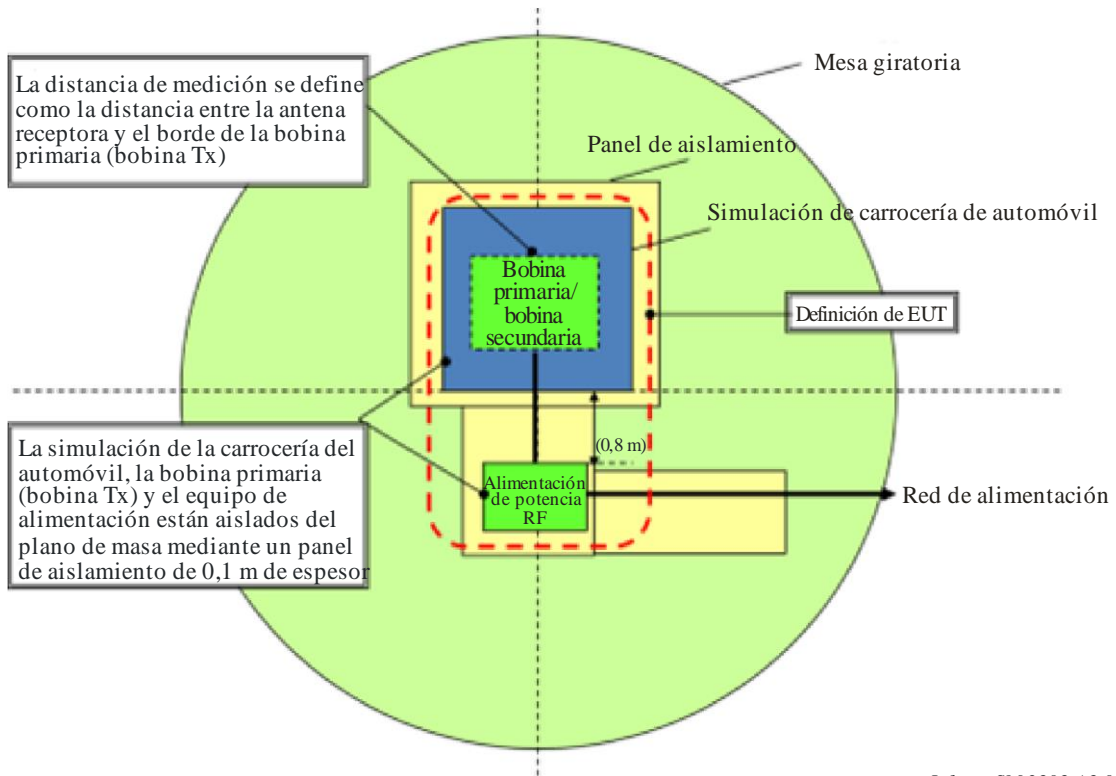 Mesa giratoria
La distancia de medición se define
como la distancia entre la antena
receptora y el borde de la bobina
primaria (bobina Tx)
Panel de aislamiento
Simulación de carrocería de automóvil
Bobina
primaria/
bobina
secundaria
Definición de EUT
(0,8 m)
La simulación de la carrocería del
automóvil, la bobina primaria
(bobina Tx) y el equipo de
alimentación están aislados del
plano de masa mediante un panel
de aislamiento de 0,1 m de espesor
Alimentación
de potencia
RF
Red de alimentación